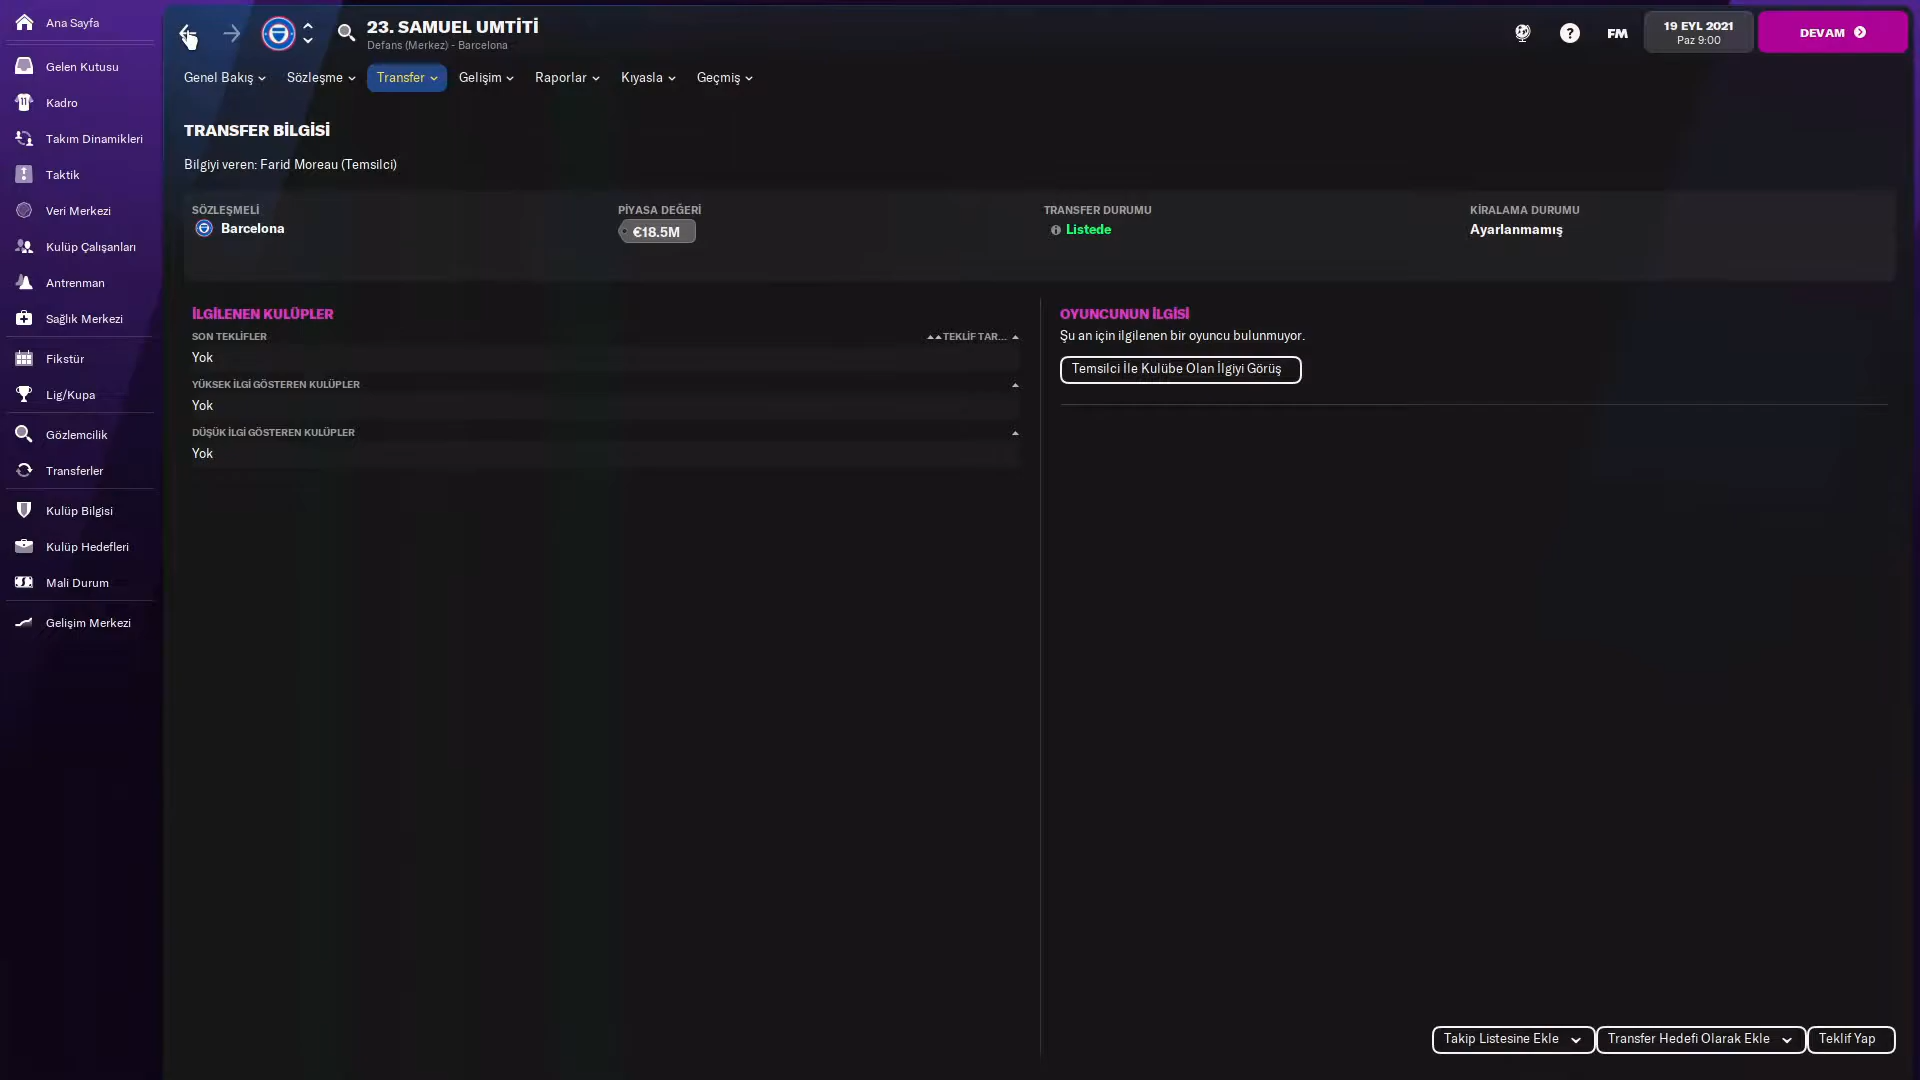 Ana Sayfa
Gelen Kutusu
Kadro
Takım Dinamikleri
Taktik
Veri Merkezi
Kulüp Çalışanları
Antrenman
Sağlık Merkezi
Fikstür
Lig/Kupa
Gözlemcilik
Transferler
Kulüp Bilgisi
Kulüp Hedefleri
Mali Durum
Gelişim Merkezi
23. SAMUEL UMTİTİ
Defans (Merkez) - Barcelona
FM
19 EYL 2021
Paz 9:00
DEVAM
Genel Bakış
Sözleşme
Transfer
Gelişim
Raporlar
Kıyasla
Geçmiş
TRANSFER BİLGİSİ
Bilgiyi veren: Farid Moreau (Temsilci)
SÖZLEŞMELİ
Barcelona
PİYASA DEĞERİ
€18.5M
TRANSFER DURUMU
Listede
KİRALAMA DURUMU
Ayarlanmamış
İLGİLENEN KULÜPLER
SON TEKLİFLER
TEKLİF TAR...
Yok
YÜKSEK İLGİ GÖSTEREN KULÜPLER
Yok
DÜŞÜK İLGİ GÖSTEREN KULÜPLER
Yok
OYUNCUNUN İLGİSİ
Şu an için ilgilenen bir oyuncu bulunmuyor.
Temsilci İle Kulübe Olan İlgiyi Görüş
Takip Listesine Ekle
Transfer Hedefi Olarak Ekle
Teklif Yap